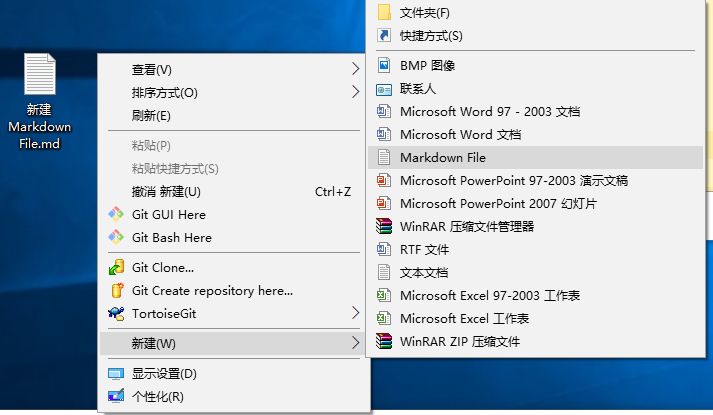 新建
Markdown
File.md
查看(V)
排序方式(O)
刷新(E)
粘贴(P)
粘贴快捷方式(S)
撤消 新建(U) Ctrl+Z
Git GUI Here
Git Bash Here
Git Clone...
Git Create repository here...
TortoiseGit
新建(W)
显示设置(D)
个性化(R)
文件夹(F)
快捷方式(S)
BMP 图像
联系人
Microsoft Word 97 - 2003 文档
Microsoft Word 文档
Markdown File
Microsoft PowerPoint 97-2003 演示文稿
Microsoft PowerPoint 2007 幻灯片
WinRAR 压缩文件管理器
RTF 文件
文本文档
Microsoft Excel 97-2003 工作表
Microsoft Excel 工作表
WinRAR ZIP 压缩文件